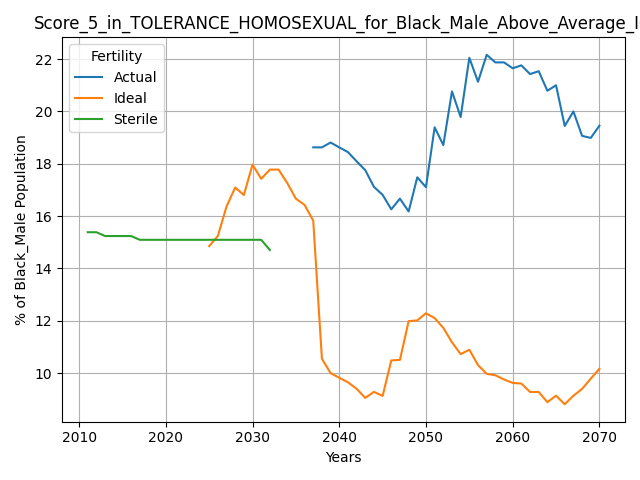 Score_5_in_TOLERANCE_HOMOSEXUAL_for_Black_Male_Above_Average_I
Fertility
Actual
Ideal
Sterile
% of Black_Male Population
22
20
18
16
14
12
10
2010 2020 2030 2040 2050 2060 2070
Years